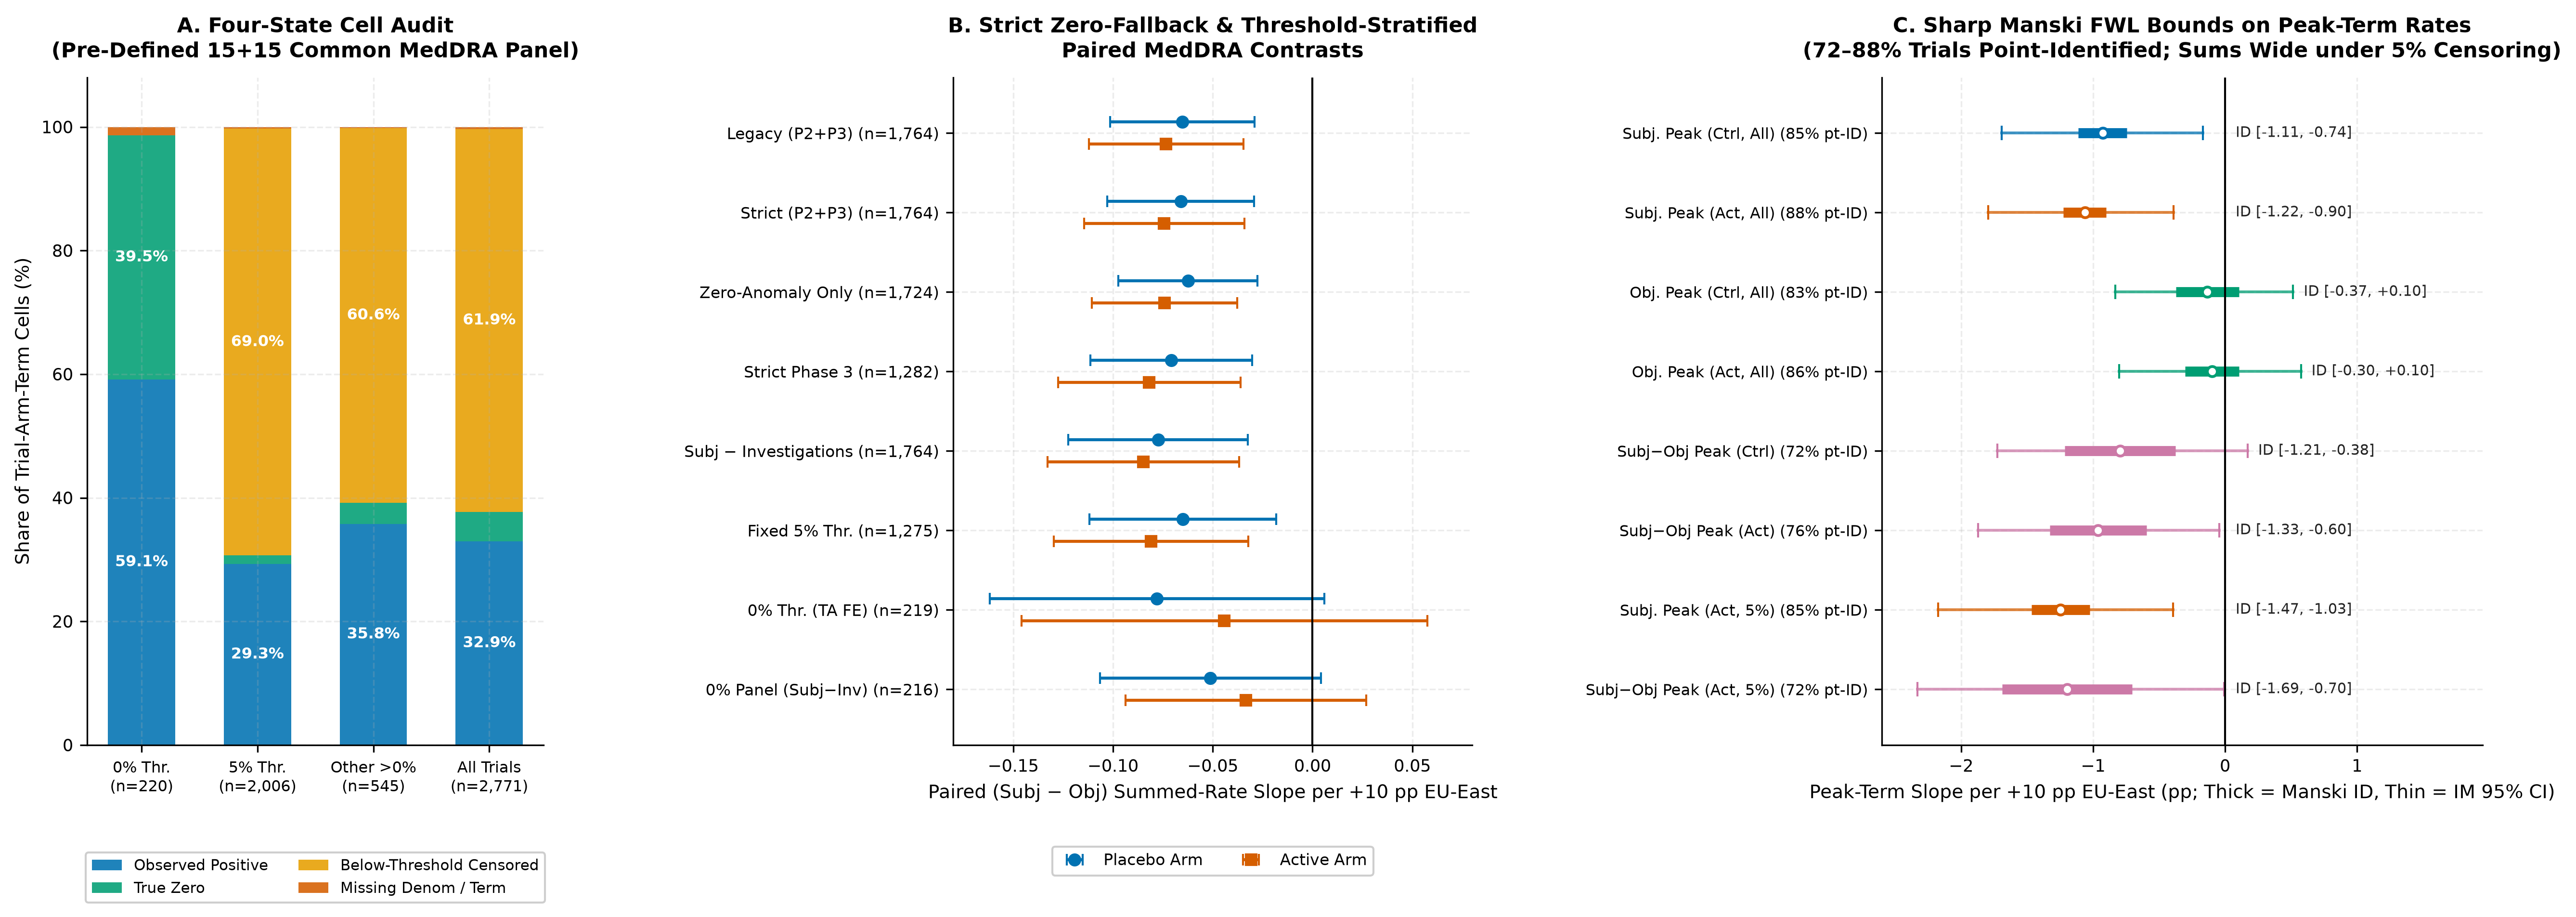 A. Four-State Cell Audit
(Pre-Defined 15+15 Common MedDRA Panel)
Share of Trial-Arm-Term Cells (%)
100
80
60
40
20
0
39.5%
59.1%
69.0%
29.3%
60.6%
35.8%
61.9%
32.9%
0% Thr.
(n=220)
5% Thr.
(n=2,006)
Other >0%
(n=545)
All Trials
(n=2,771)
Observed Positive
True Zero
Below-Threshold Censored
Missing Denom / Term
B. Strict Zero-Fallback & Threshold-Stratified
Paired MedDRA Contrasts
Legacy (P2+P3) (n=1,764)
Strict (P2+P3) (n=1,764)
Zero-Anomaly Only (n=1,724)
Strict Phase 3 (n=1,282)
Subj − Investigations (n=1,764)
Fixed 5% Thr. (n=1,275)
0% Thr. (TA FE) (n=219)
0% Panel (Subj−Inv) (n=216)
−0.15
−0.10
−0.05
0.00
0.05
Paired (Subj − Obj) Summed-Rate Slope per +10 pp EU-East
Placebo Arm
Active Arm
C. Sharp Manski FWL Bounds on Peak-Term Rates
(72–88% Trials Point-Identified; Sums Wide under 5% Censoring)
Subj. Peak (Ctrl, All) (85% pt-ID)
ID [-1.11, -0.74]
Subj. Peak (Act, All) (88% pt-ID)
ID [-1.22, -0.90]
Obj. Peak (Ctrl, All) (83% pt-ID)
ID [-0.37, +0.10]
Obj. Peak (Act, All) (86% pt-ID)
ID [-0.30, +0.10]
Subj−Obj Peak (Ctrl) (72% pt-ID)
ID [-1.21, -0.38]
Subj−Obj Peak (Act) (76% pt-ID)
ID [-1.33, -0.60]
Subj. Peak (Act, 5%) (85% pt-ID)
ID [-1.47, -1.03]
Subj−Obj Peak (Act, 5%) (72% pt-ID)
ID [-1.69, -0.70]
−2
−1
0
1
Peak-Term Slope per +10 pp EU-East (pp; Thick = Manski ID, Thin = IM 95% CI)